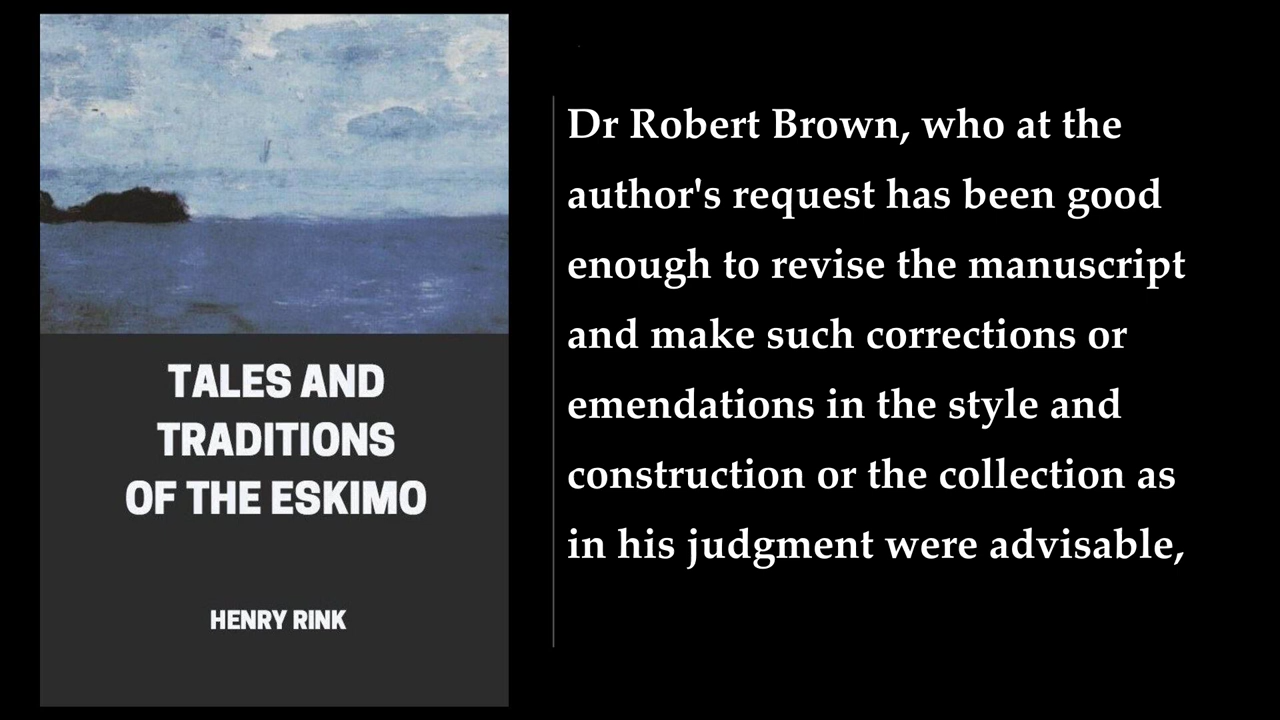 TALES AND
TRADITIONS
OF THE ESKIMO
HENRY RINK
Dr Robert Brown, who at the
author's request has been good
enough to revise the manuscript
and make such corrections or
emendations in the style and
construction or the collection as
in his judgment were advisable,